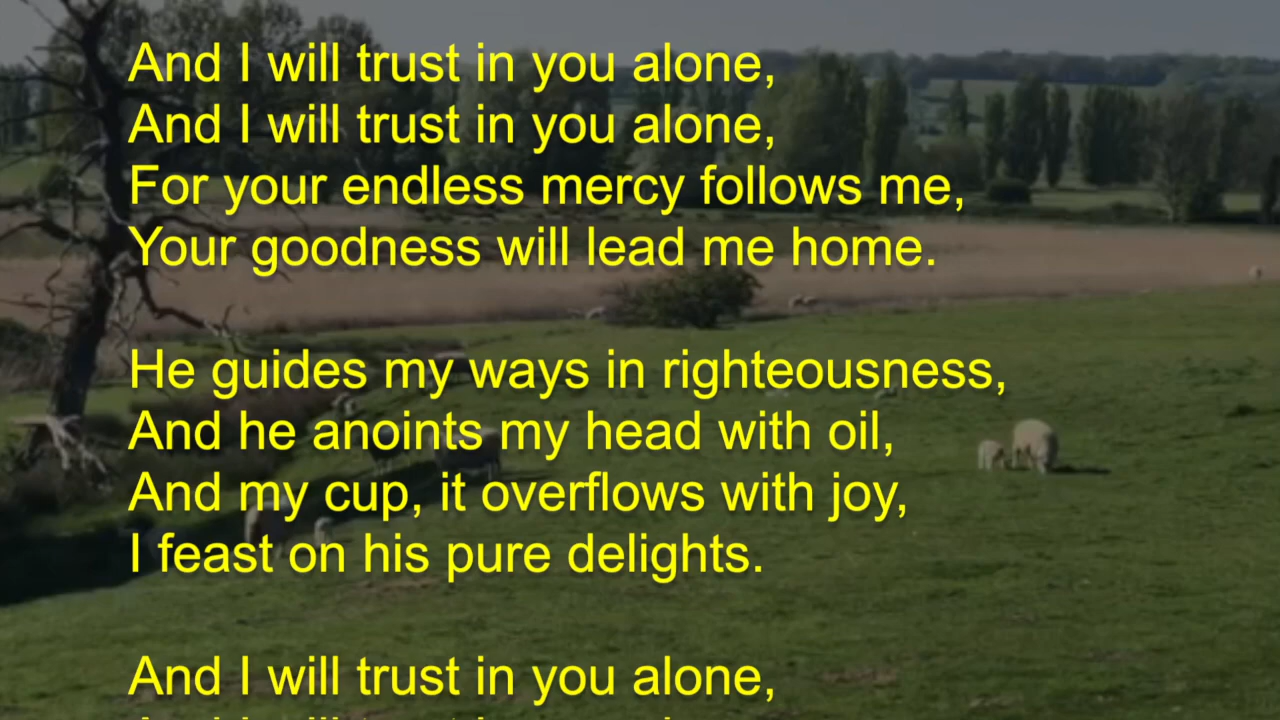 And I will trust in you alone,
And I will trust in you alone,
For your endless mercy follows me,
Your goodness will lead me home.
He guides my ways in righteousness,
And he anoints my head with oil,
And my cup, it overflows with joy,
I feast on his pure delights.
And I will trust in you alone,